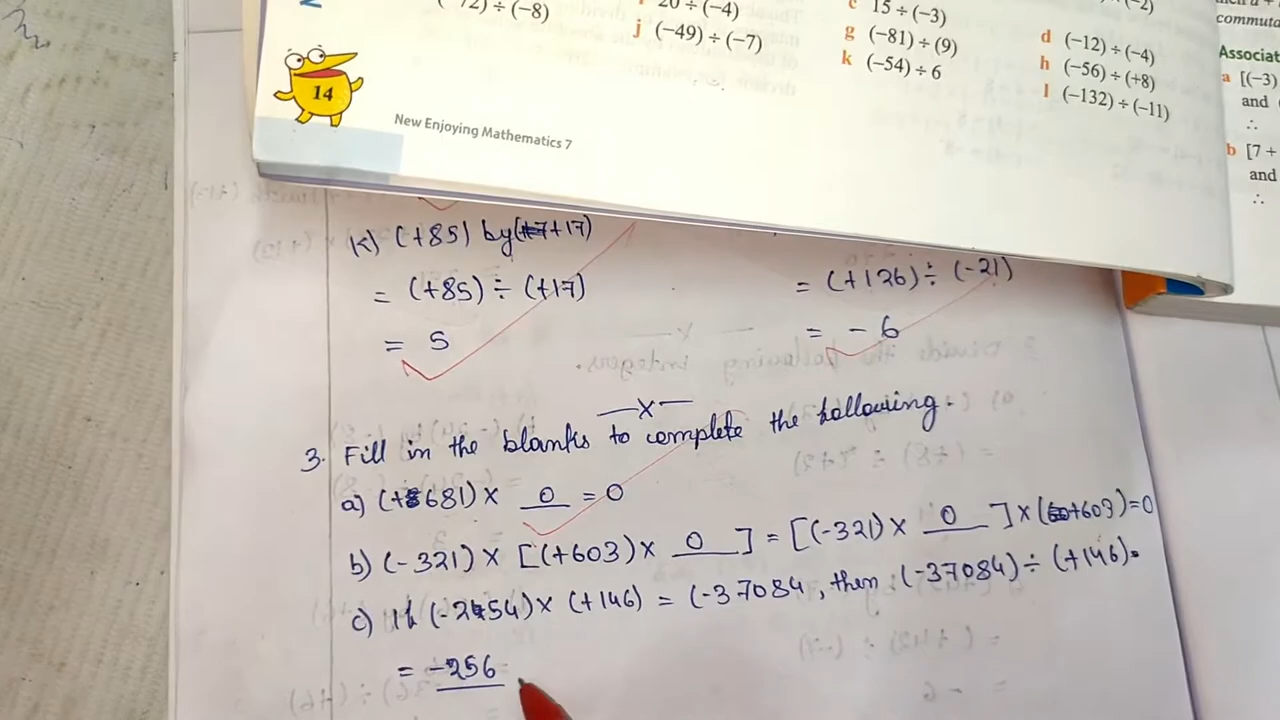 20 ÷ (−4)
c 15 ÷ (−3)
÷ (−8)
j (−49) ÷ (−7)
g (−81) ÷ (9)
d (−12) ÷ (−4)
k (−54) ÷ 6
h (−56) ÷ (+8)
l (−132) ÷ (−11)
Associat
a [(−3)
and
∴
b [7 +
and
∴
14
New Enjoying Mathematics 7
K) (+85) by (+17)
= (+85) ÷ (+17)
= 5
= (+126) ÷ (-21)
= - 6
—x—
3. Fill in the blanks to complete the following.
a) (+681) × 0 = 0
b) (-321) × [(+603) × 0 ] = [(-321) × 0 ] × (+603) = 0
c) If (-254) × (+146) = (-37084, then (-37084) ÷ (+146) =
= -256